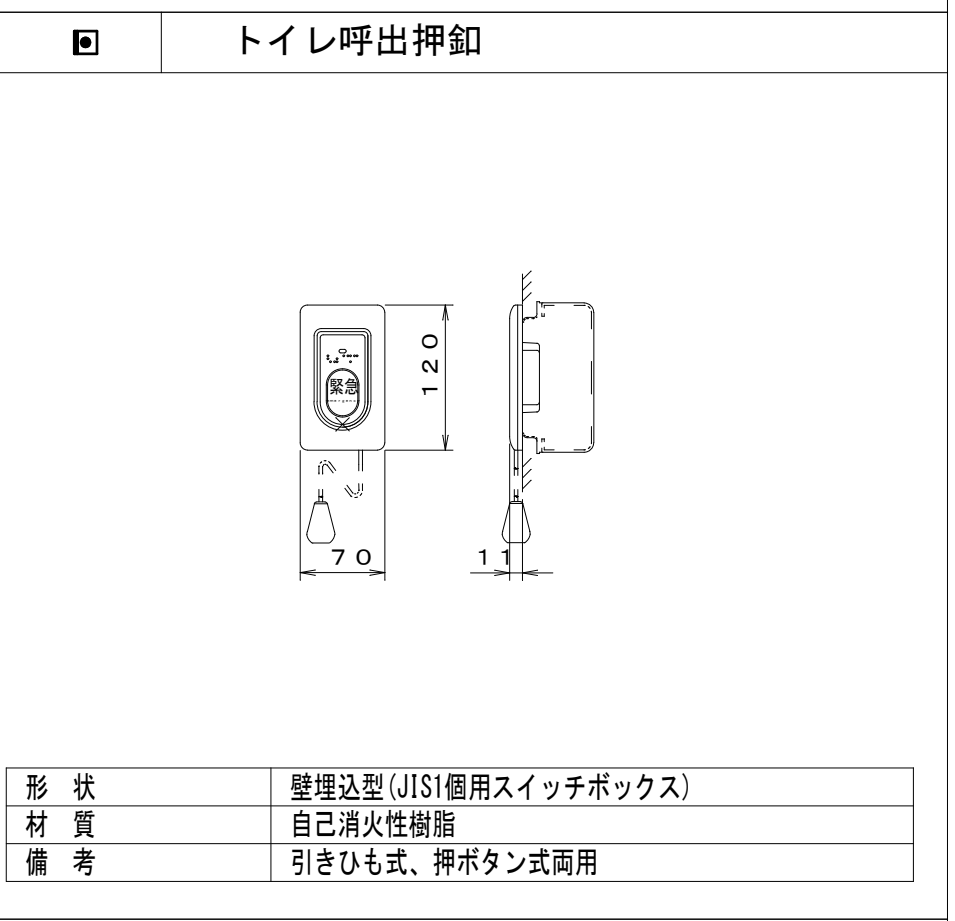 トイレ呼出押釦
緊急
120
70
11
形 状 壁埋込型(JIS1個用スイッチボックス)
材 質 自己消火性樹脂
備 考 引きひも式、押ボタン式両用